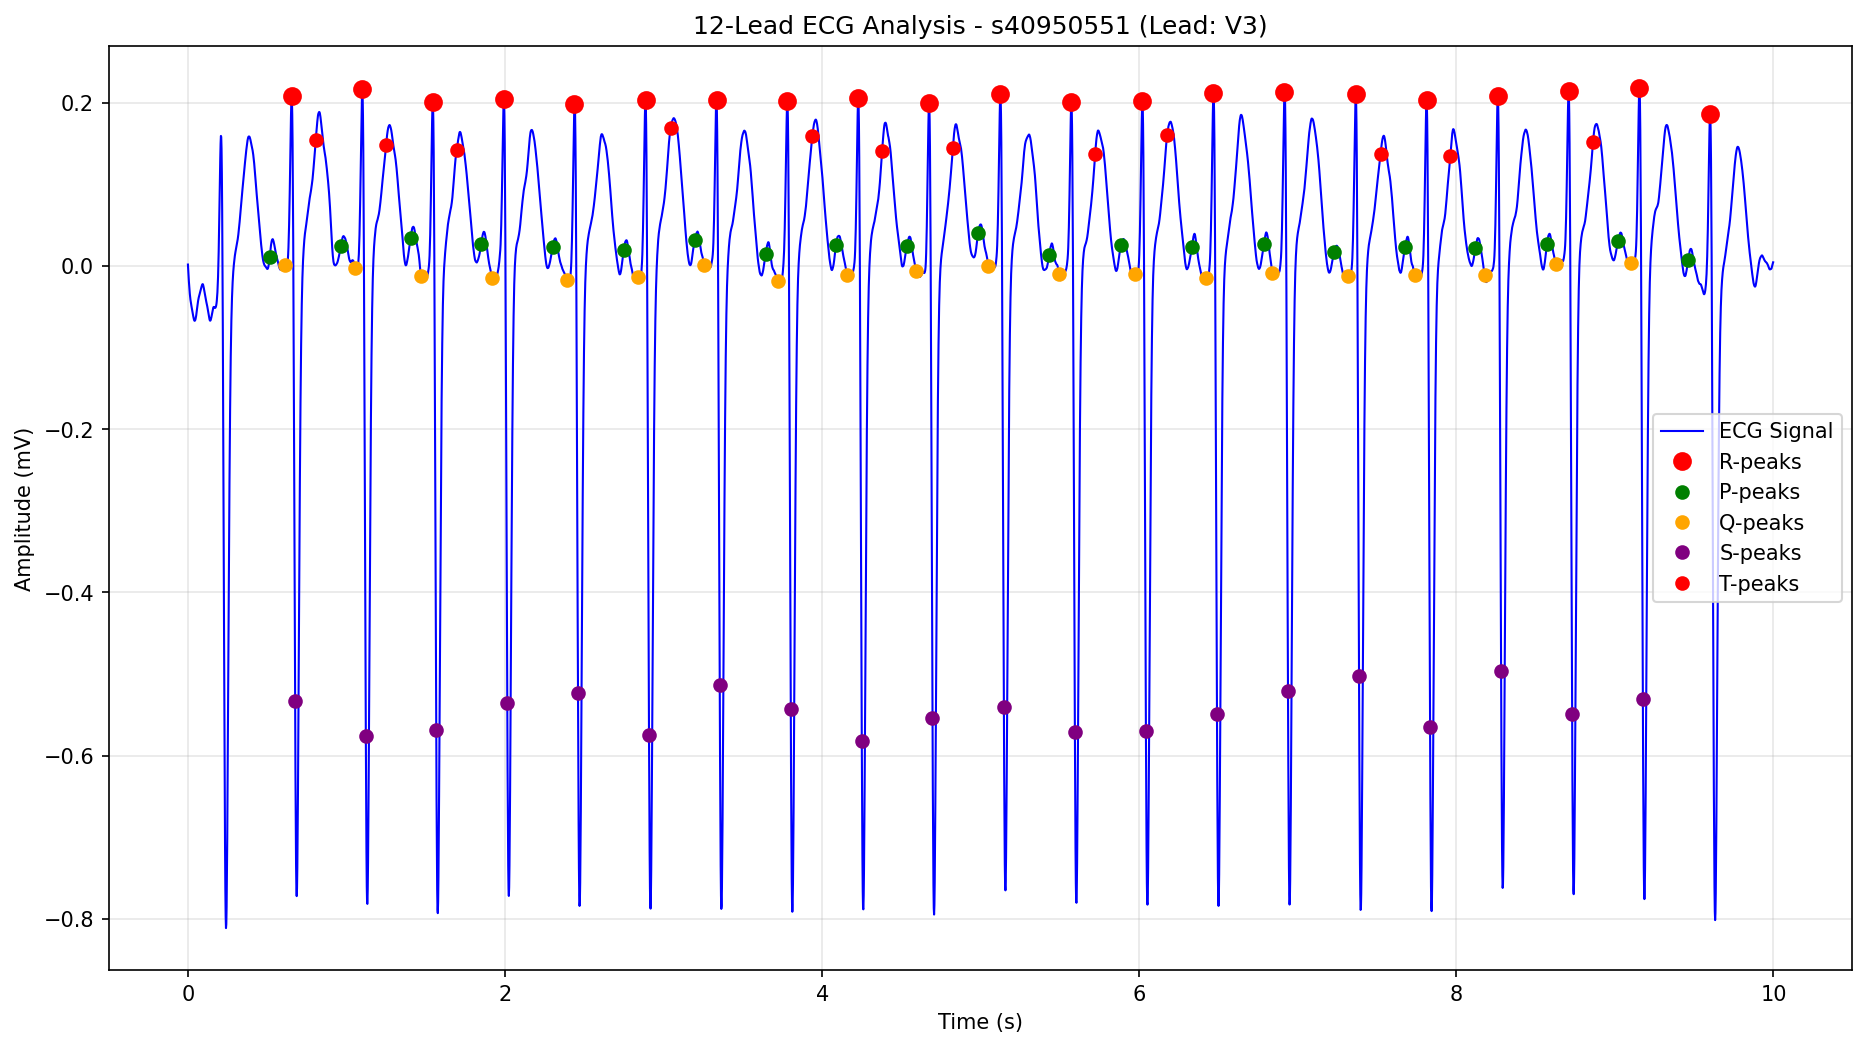 12-Lead ECG Analysis - s40950551 (Lead: V3)
Amplitude (mV)
0.2
0.0
−0.2
−0.4
−0.6
−0.8
ECG Signal
R-peaks
P-peaks
Q-peaks
S-peaks
T-peaks
0 2 4 6 8 10
Time (s)